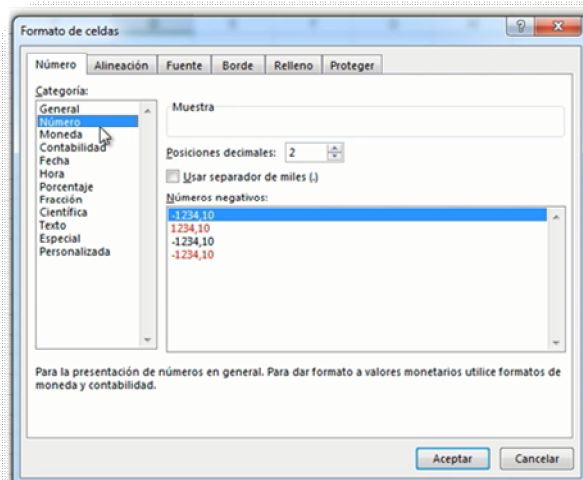 Formato de celdas
Número Alineación Fuente Borde Relleno Proteger
Categoría:
General
Número
Moneda
Contabilidad
Fecha
Hora
Porcentaje
Fracción
Científica
Texto
Especial
Personalizada
Muestra
Posiciones decimales: 2
Usar separador de miles (.)
Números negativos:
-1234,10
1234,10
-1234,10
-1234,10
Para la presentación de números en general. Para dar formato a valores monetarios utilice formatos de
moneda y contabilidad.
Aceptar Cancelar